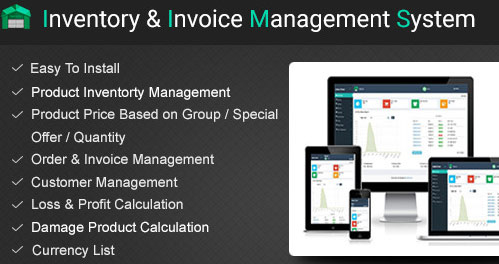 Inventory & Invoice Management System
Easy To Install
Product Inventorty Management
Product Price Based on Group / Special
Offer / Quantity
Order & Invoice Management
Customer Management
Loss & Profit Calculation
Damage Product Calculation
Currency List